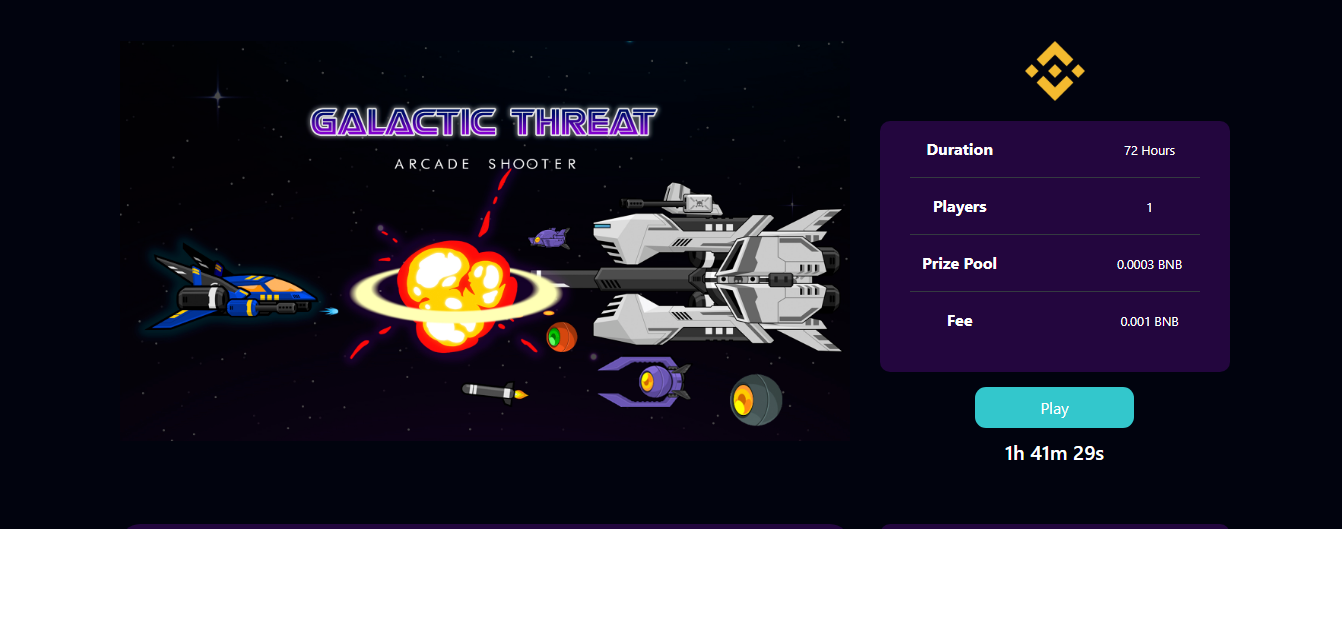 GALACTIC THREAT
ARCADE SHOOTER
Duration 72 Hours
Players 1
Prize Pool 0.0003 BNB
Fee 0.001 BNB
Play
1h 41m 29s